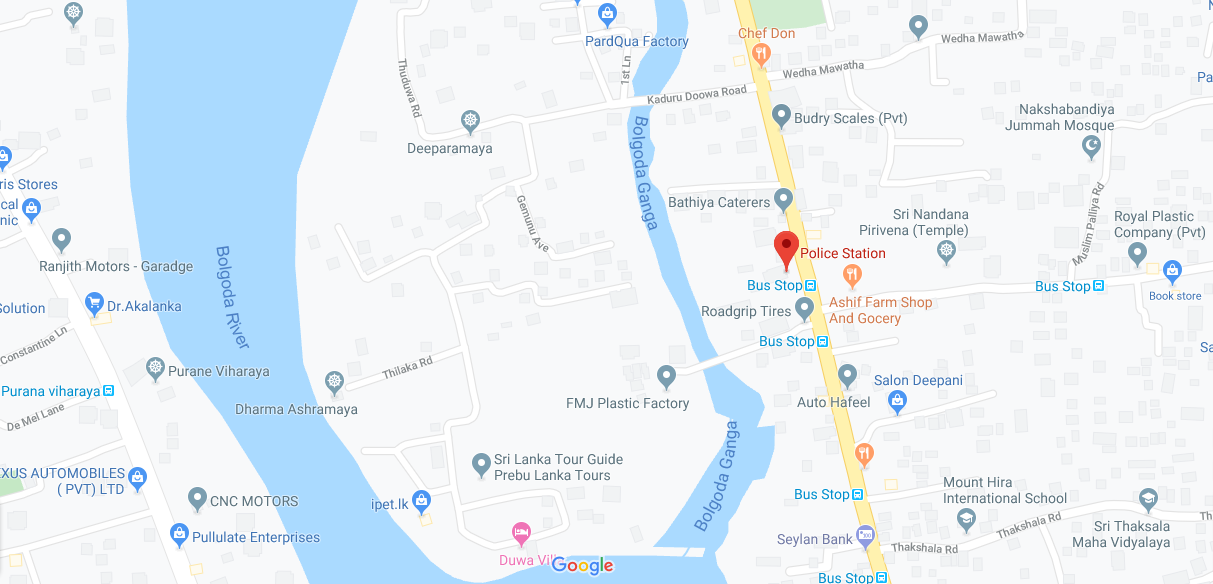 Chef Don
Wedha Mawatha
PardQua Factory
1st Ln
Thuduwa Rd
Wedha Mawatha
Kaduru Doowa Road
Budry Scales (Pvt)
Nakshabandiya
Jummah Mosque
Deeparamaya
Bolgoda Ganga
ris Stores
cal
nic
Bathiya Caterers
Gemunu Ave
Muslim Palliya Rd
Sri Nandana
Pirivena (Temple)
Royal Plastic
Company (Pvt)
Ranjith Motors - Garadge
Police Station
Bolgoda River
Bus Stop
Bus Stop
Book store
Solution
Dr.Akalanka
Ashif Farm Shop
And Gocery
Roadgrip Tires
Constantine Ln
Bus Stop
Purane Viharaya
Thilaka Rd
Purana viharaya
Dharma Ashramaya
FMJ Plastic Factory
Auto Hafeel
Salon Deepani
De Mel Lane
Bolgoda Ganga
EXUS AUTOMOBILES
( PVT) LTD
Sri Lanka Tour Guide
Prebu Lanka Tours
CNC MOTORS
ipet.lk
Bus Stop
Mount Hira
International School
Thakshala Rd
Sri Thaksala
Maha Vidyalaya
Pullulate Enterprises
Seylan Bank
Thakshala Rd
Duwa Vil
Google
Bus Stop